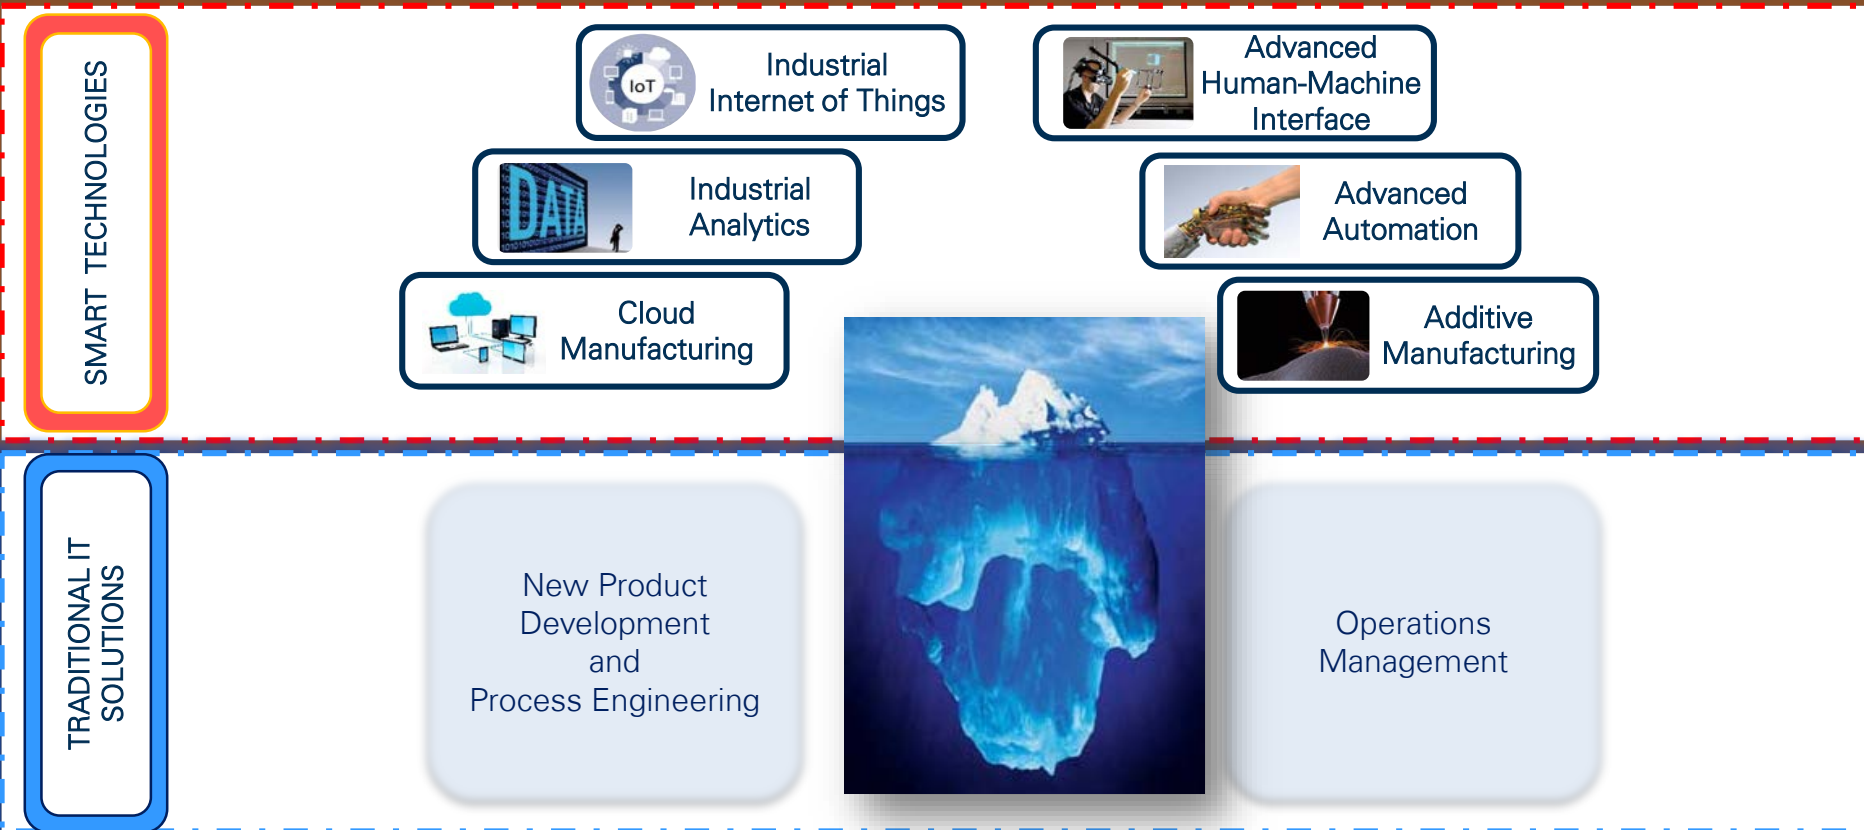 SMART TECHNOLOGIES
IoT
Industrial
Internet of Things
Advanced
Human-Machine
Interface
DATA
Industrial
Analytics
Advanced
Automation
Cloud
Manufacturing
Additive
Manufacturing
TRADITIONAL IT
SOLUTIONS
New Product
Development
and
Process Engineering
Operations
Management